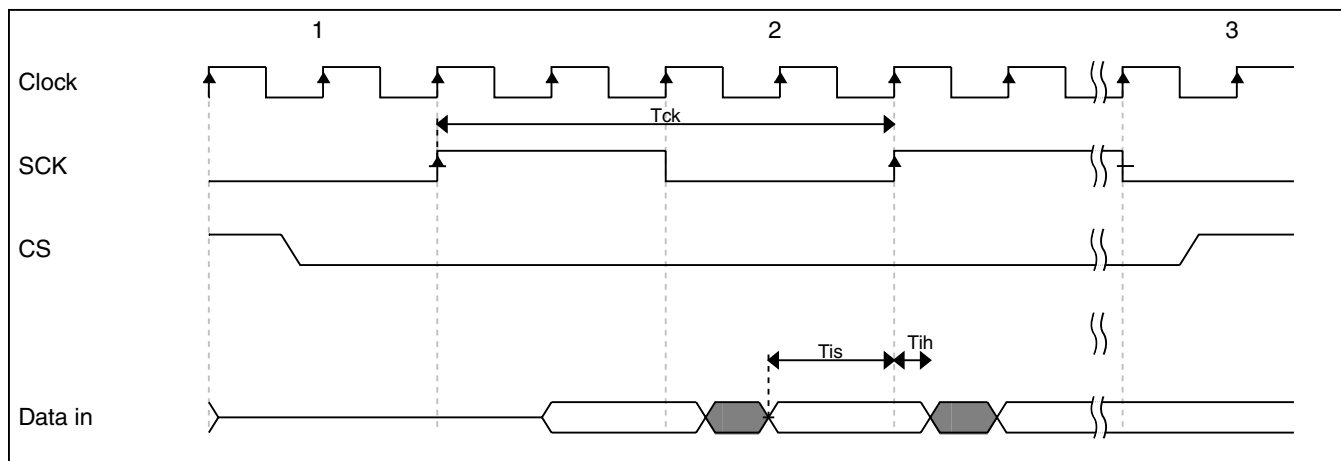 1 2 3
Clock
Tck
SCK
CS
Tis Tih
Data in